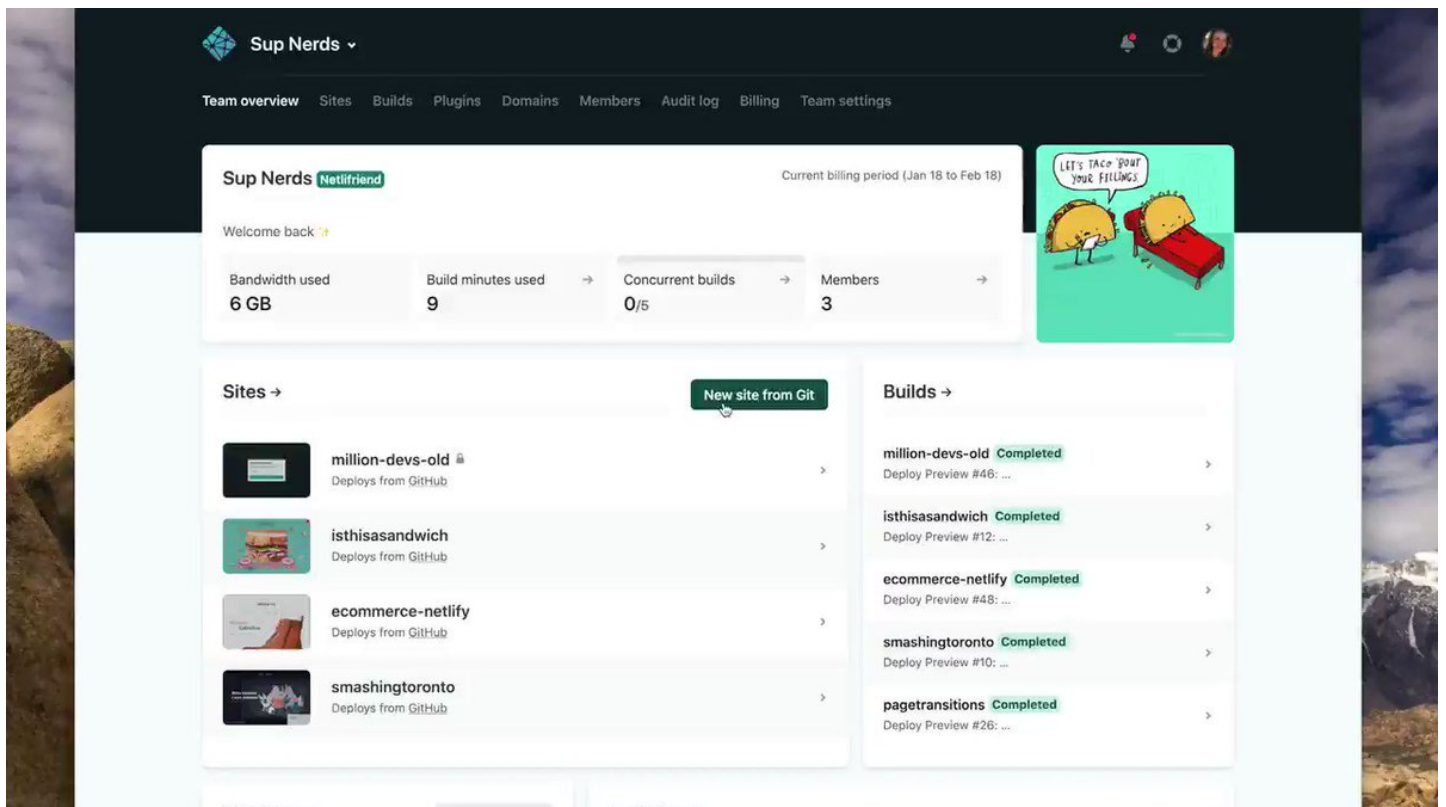 Sup Nerds
Team overview Sites Builds Plugins Domains Members Audit log Billing Team settings
Sup Nerds Netlifriend
Current billing period (Jan 18 to Feb 18)
Welcome back
Bandwidth used
6 GB
Build minutes used
9
Concurrent builds
0/5
Members
3
LET'S TACO 'BOUT
YOUR FILLINGS
Sites
New site from Git
million-devs-old
Deploys from GitHub
isthisasandwich
Deploys from GitHub
ecommerce-netlify
Deploys from GitHub
smashingtoronto
Deploys from GitHub
Builds
million-devs-old Completed
Deploy Preview #46: ...
isthisasandwich Completed
Deploy Preview #12: ...
ecommerce-netlify Completed
Deploy Preview #48: ...
smashingtoronto Completed
Deploy Preview #10: ...
pagetransitions Completed
Deploy Preview #26: ...